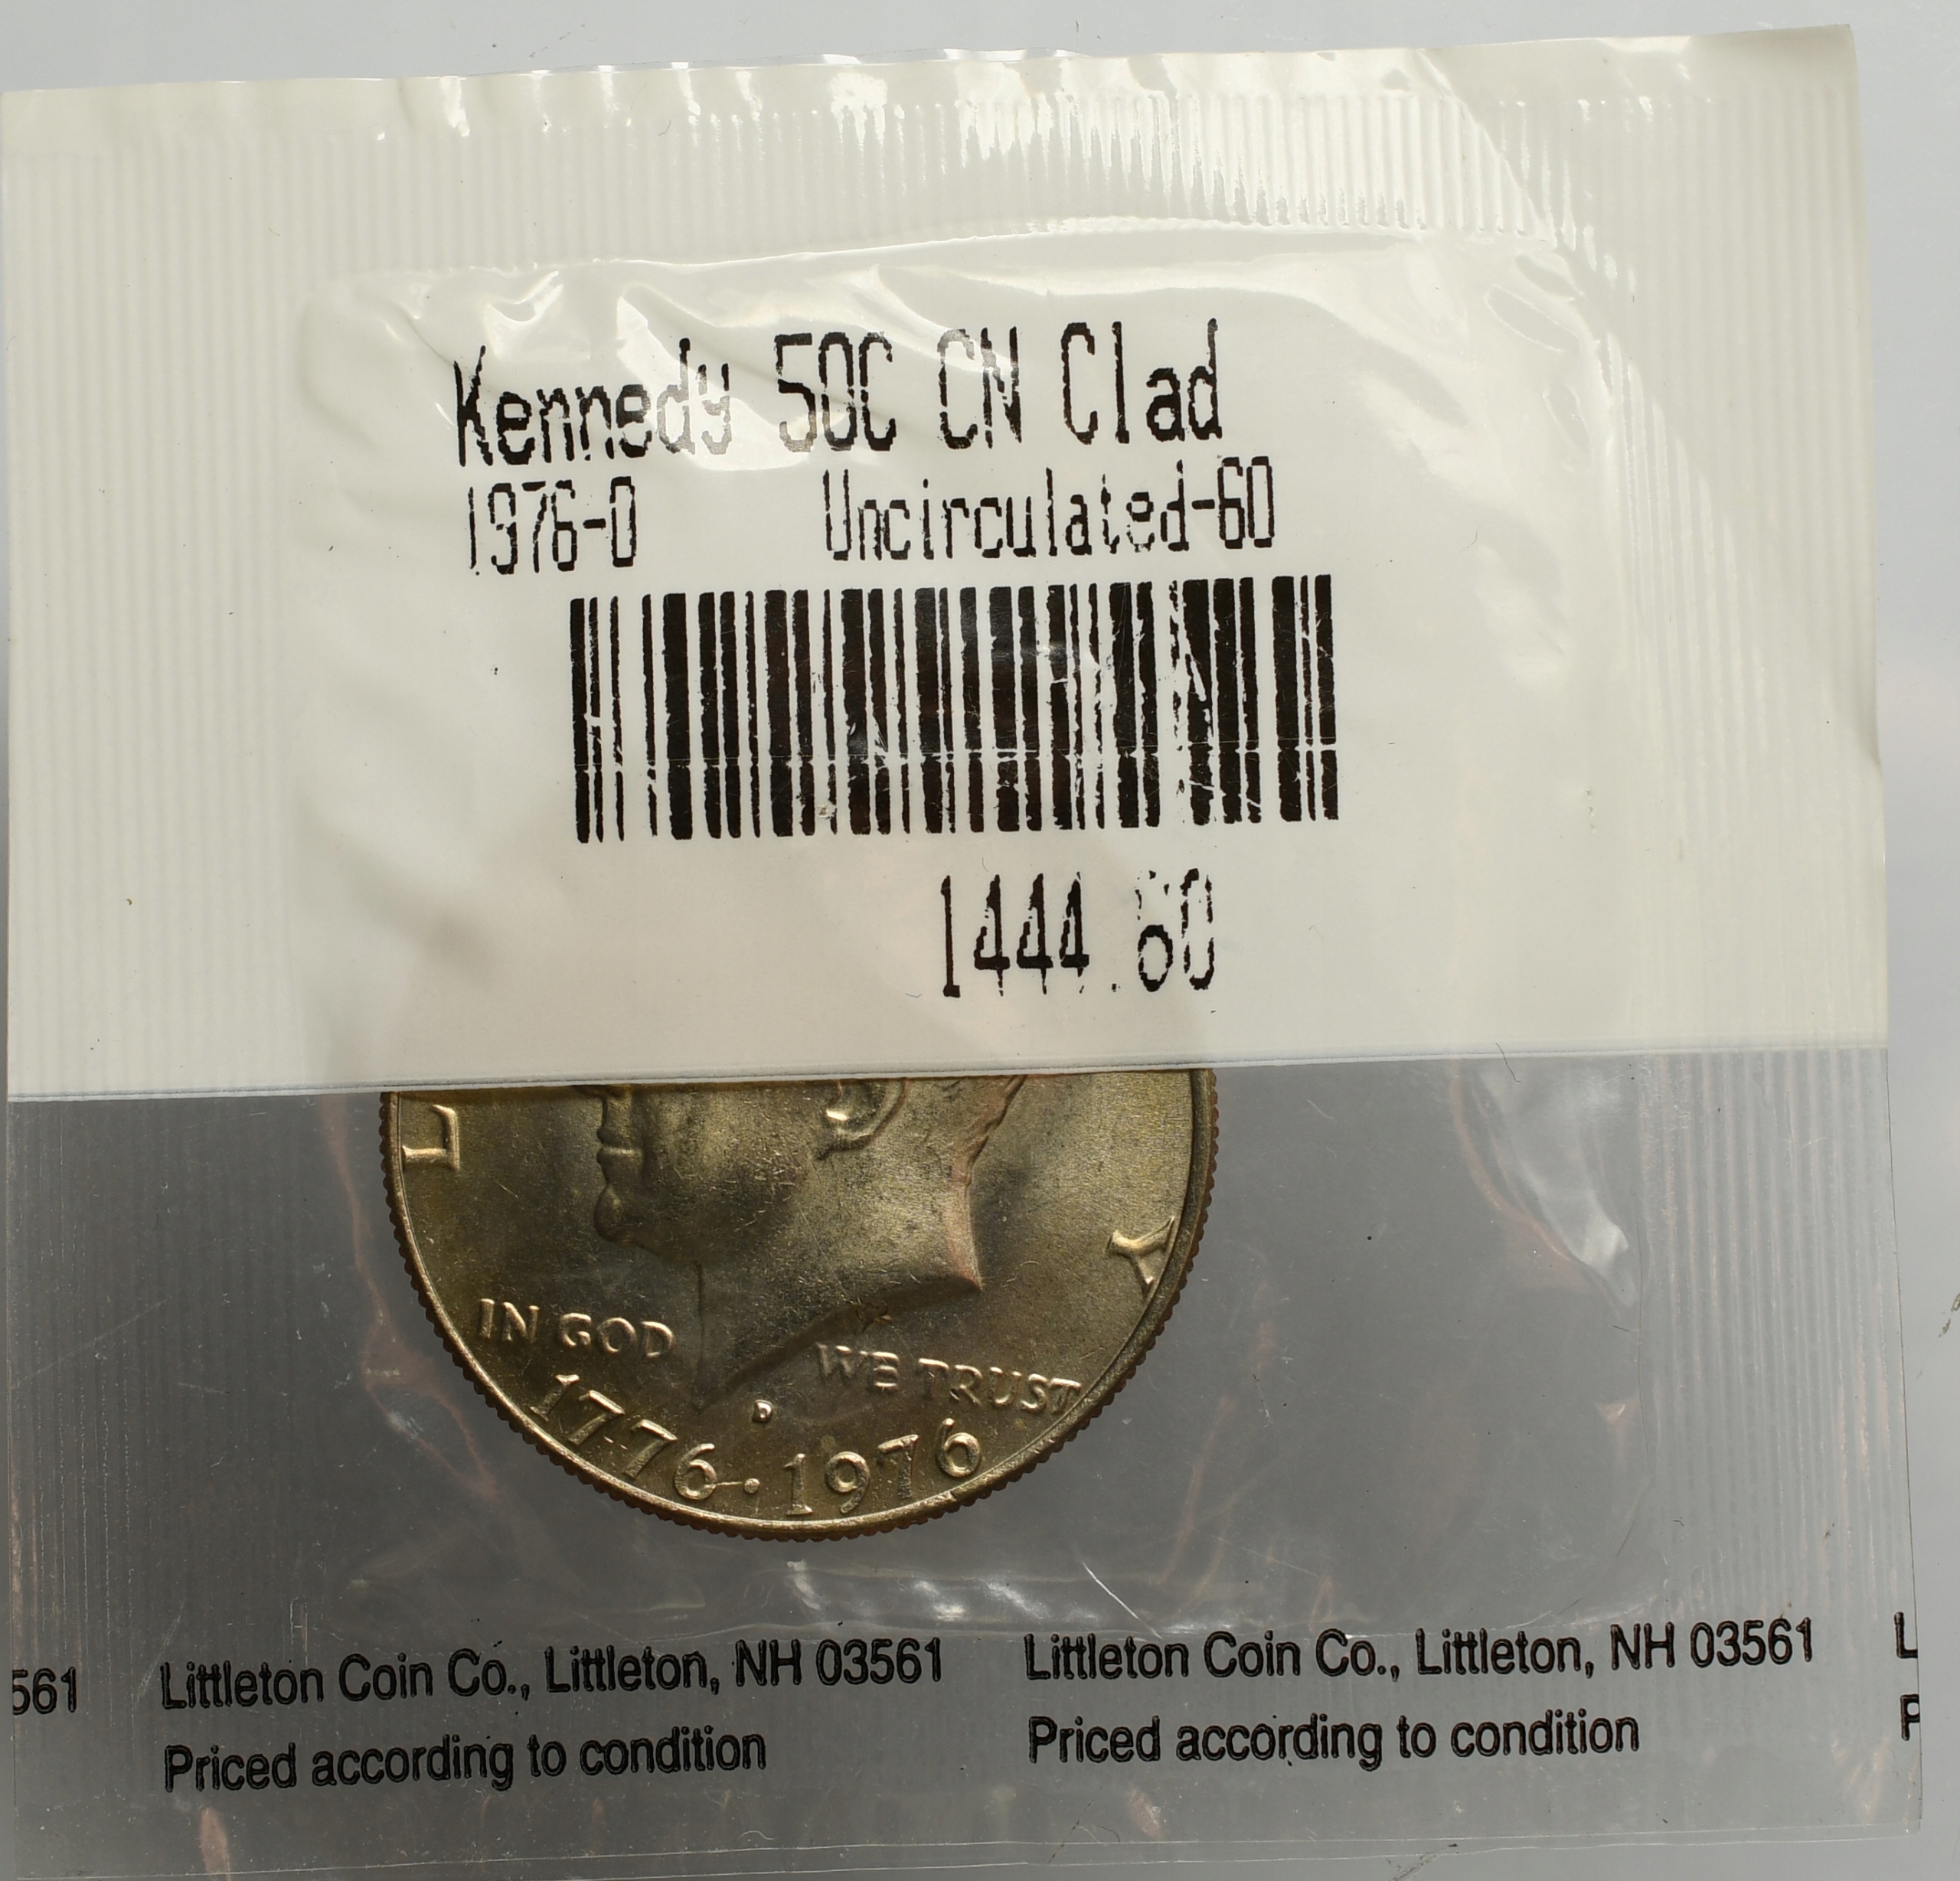 Kennedy 50C CN Clad
1976-D Uncirculated-60
1444.60
L Y
IN GOD WE TRUST
D
1776·1976
561 Littleton Coin Co., Littleton, NH 03561 Littleton Coin Co., Littleton, NH 03561 L
Priced according to condition Priced according to condition P